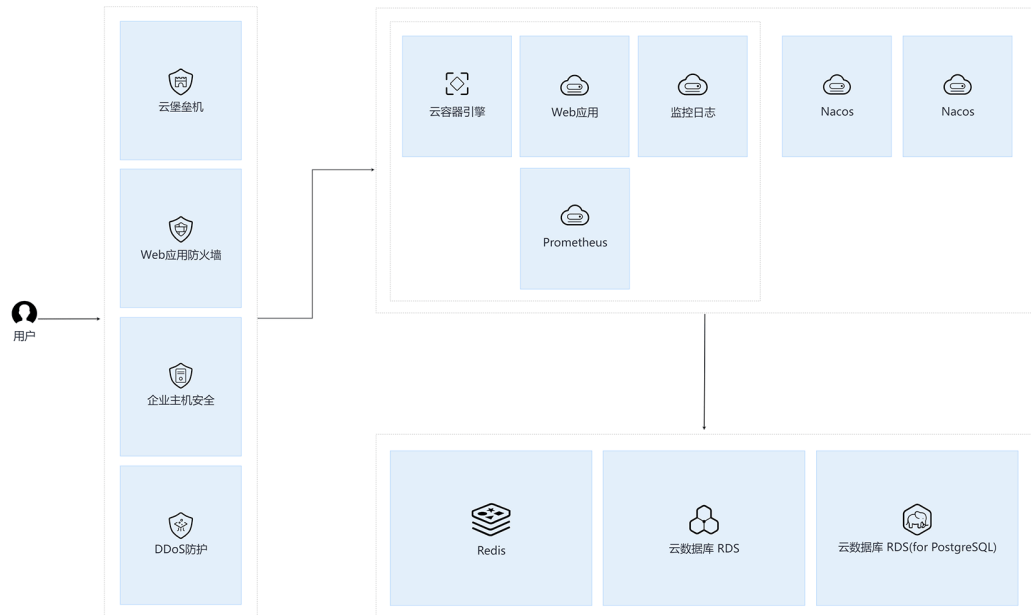 用户
云堡垒机
Web应用防火墙
企业主机安全
DDoS防护
云容器引擎
Web应用
监控日志
Prometheus
Nacos
Nacos
Redis
云数据库 RDS
云数据库 RDS(for PostgreSQL)